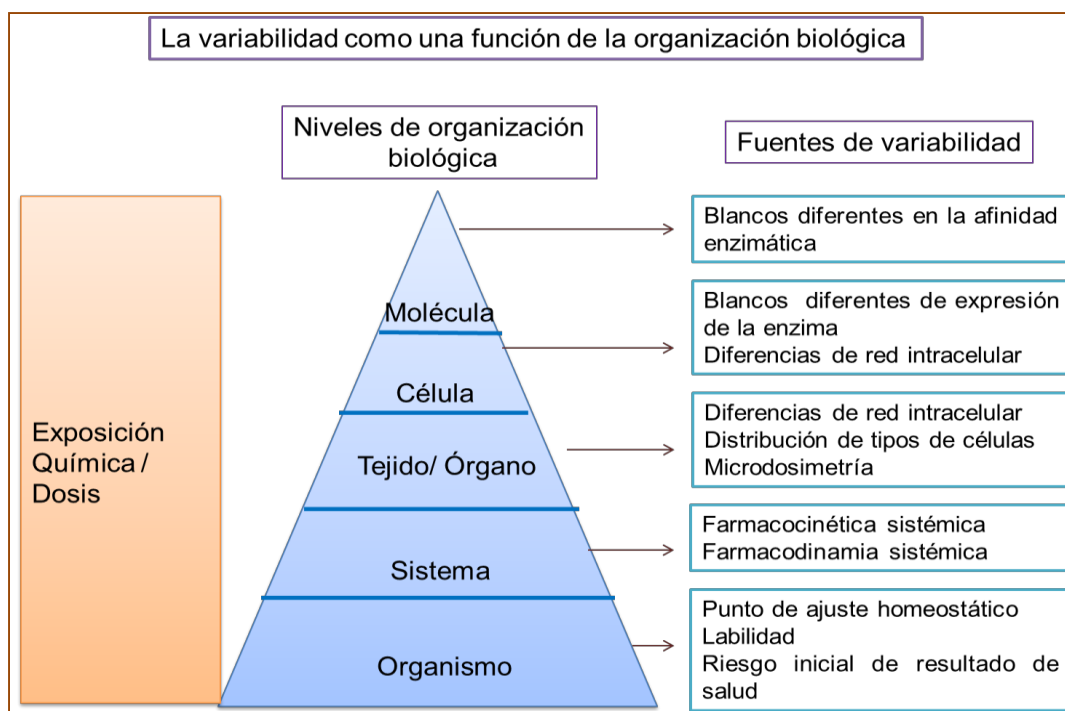 La variabilidad como una función de la organización biológica
Niveles de organización
biológica
Fuentes de variabilidad
Exposición
Química /
Dosis
Molécula
Célula
Tejido/ Órgano
Sistema
Organismo
Blancos diferentes en la afinidad
enzimática
Blancos diferentes de expresión
de la enzima
Diferencias de red intracelular
Diferencias de red intracelular
Distribución de tipos de células
Microdosimetría
Farmacocinética sistémica
Farmacodinamia sistémica
Punto de ajuste homeostático
Labilidad
Riesgo inicial de resultado de
salud